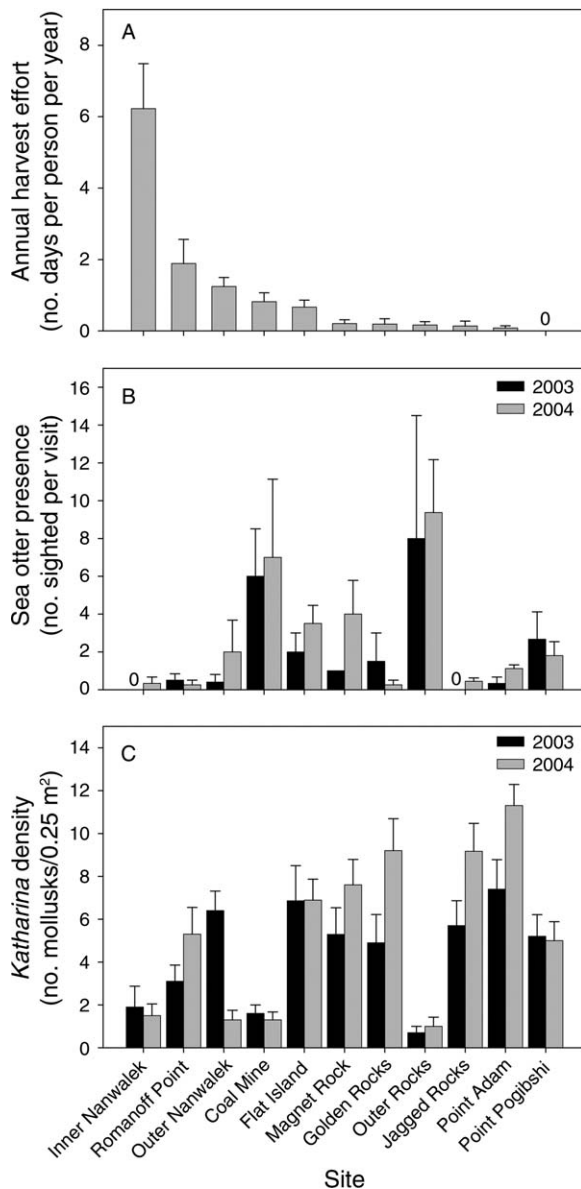 A
Annual harvest effort
(no. days per person per year)
8
6
4
2
0
0
B
2003
2004
Sea otter presence
(no. sighted per visit)
16
14
12
10
8
6
4
2
0
0
0
C
2003
2004
Katharina density
(no. mollusks/0.25 m²)
14
12
10
8
6
4
2
0
Inner Nanwalek
Romanoff Point
Outer Nanwalek
Coal Mine
Flat Island
Magnet Rock
Golden Rocks
Outer Rocks
Jagged Rocks
Point Adam
Point Pogibshi
Site